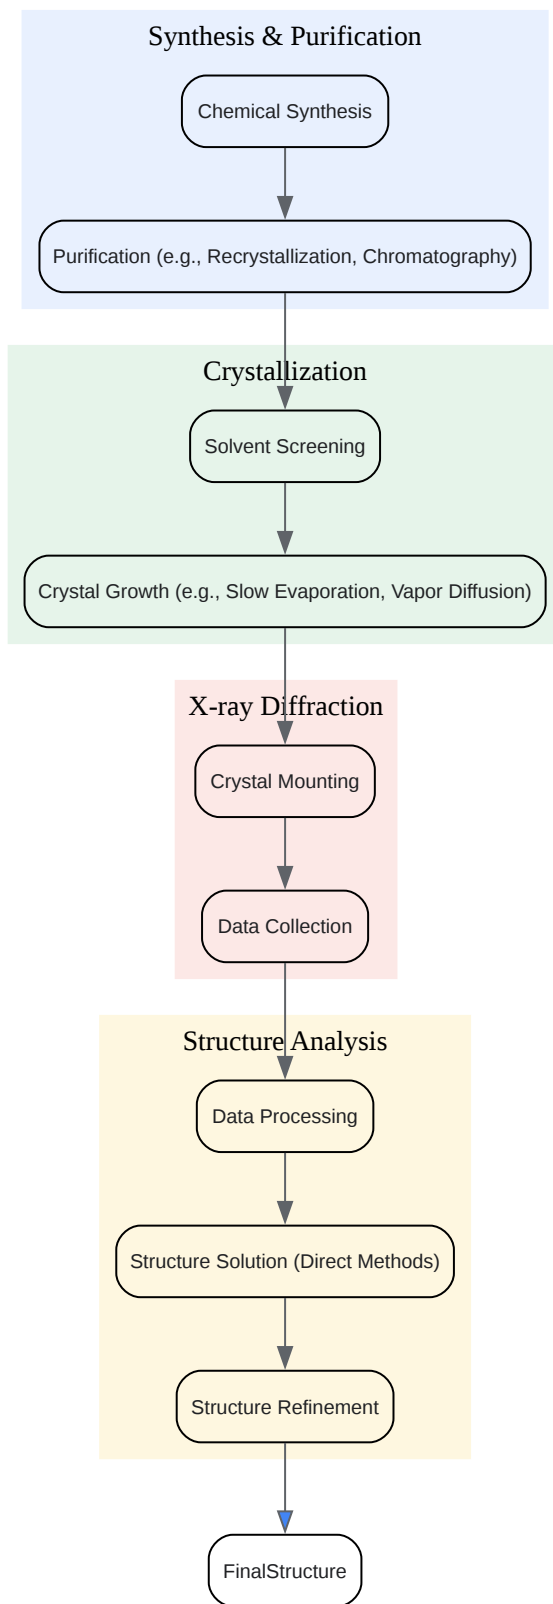 Synthesis & Purification
Chemical Synthesis
Purification (e.g., Recrystallization, Chromatography)
Crystallization
Solvent Screening
Crystal Growth (e.g., Slow Evaporation, Vapor Diffusion)
X-ray Diffraction
Crystal Mounting
Data Collection
Structure Analysis
Data Processing
Structure Solution (Direct Methods)
Structure Refinement
FinalStructure